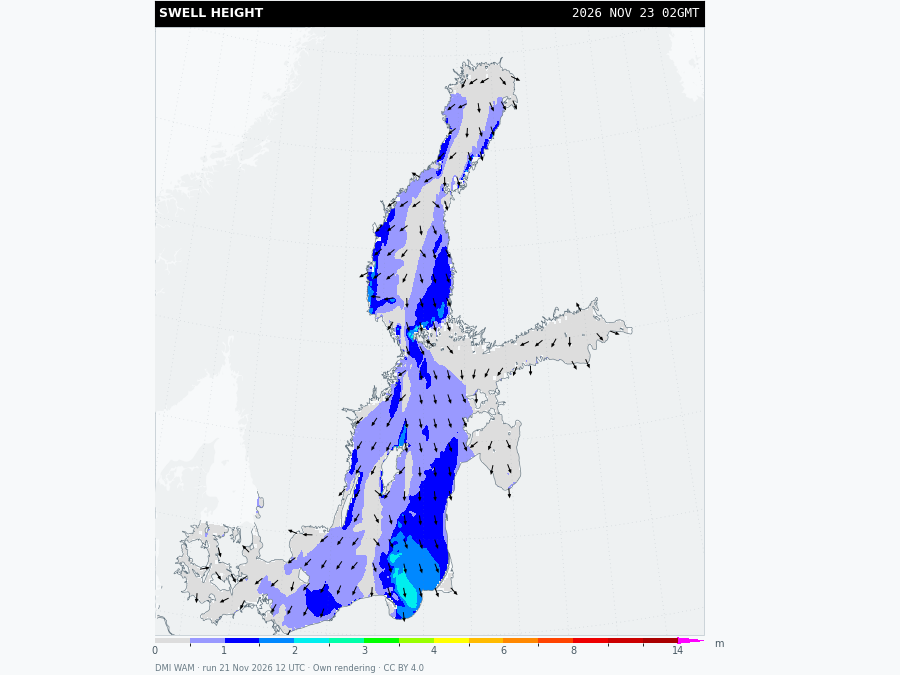 SWELL HEIGHT
2026 NOV 23 02GMT
0 1 2 3 4 6 8 14 m
DMI WAM · run 21 Nov 2026 12 UTC · Own rendering · CC BY 4.0